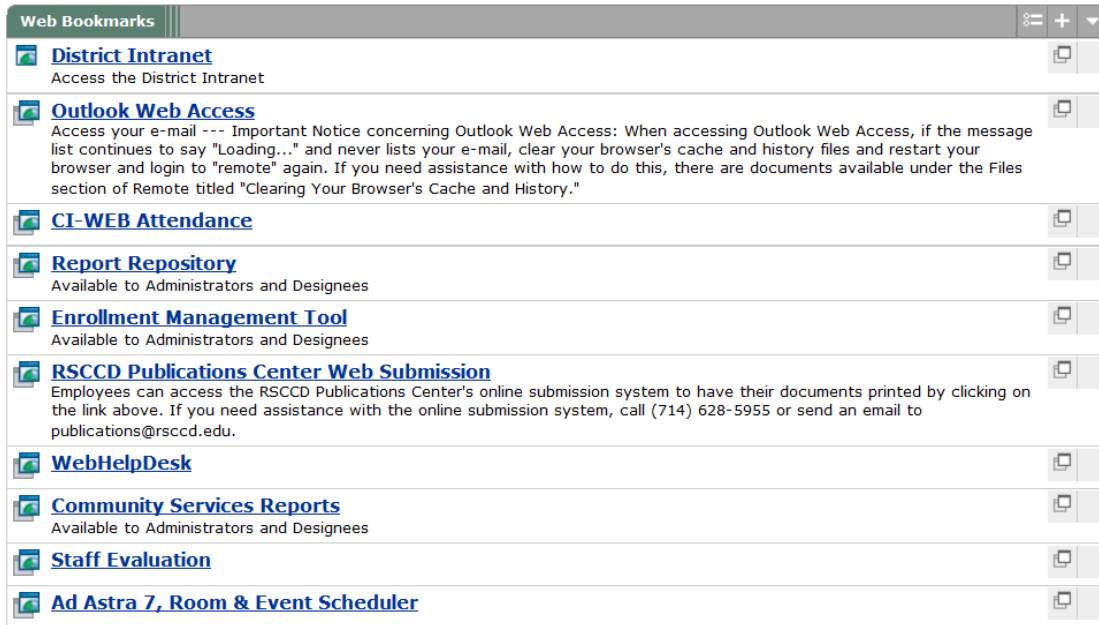 Web Bookmarks
District Intranet
Access the District Intranet
Outlook Web Access
Access your e-mail --- Important Notice concerning Outlook Web Access: When accessing Outlook Web Access, if the message
list continues to say "Loading..." and never lists your e-mail, clear your browser's cache and history files and restart your
browser and login to "remote" again. If you need assistance with how to do this, there are documents available under the Files
section of Remote titled "Clearing Your Browser's Cache and History."
CI-WEB Attendance
Report Repository
Available to Administrators and Designees
Enrollment Management Tool
Available to Administrators and Designees
RSCCD Publications Center Web Submission
Employees can access the RSCCD Publications Center's online submission system to have their documents printed by clicking on
the link above. If you need assistance with the online submission system, call (714) 628-5955 or send an email to
publications@rsccd.edu.
WebHelpDesk
Community Services Reports
Available to Administrators and Designees
Staff Evaluation
Ad Astra 7, Room & Event Scheduler